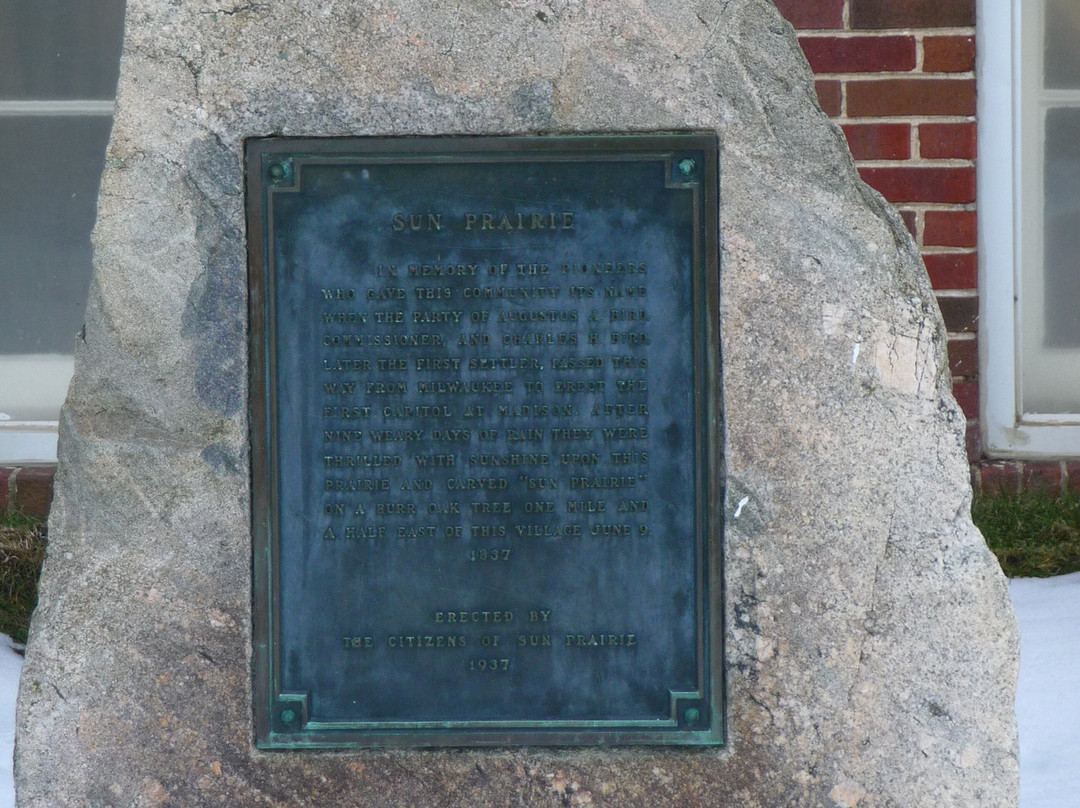 SUN PRAIRIE
IN MEMORY OF THE PIONEERS
WHO GAVE THIS COMMUNITY ITS NAME
WHEN THE PARTY OF AUGUSTUS A. BIRD,
COMMISSIONER, AND CHARLES H. BIRD,
LATER THE FIRST SETTLER, PASSED THIS
WAY FROM MILWAUKEE TO ERECT THE
FIRST CAPITOL AT MADISON. AFTER
NINE WEARY DAYS OF RAIN THEY WERE
THRILLED WITH SUNSHINE UPON THIS
PRAIRIE AND CARVED "SUN PRAIRIE"
ON A BURR OAK TREE ONE MILE AND
A HALF EAST OF THIS VILLAGE JUNE 9,
1837
ERECTED BY
THE CITIZENS OF SUN PRAIRIE
1937